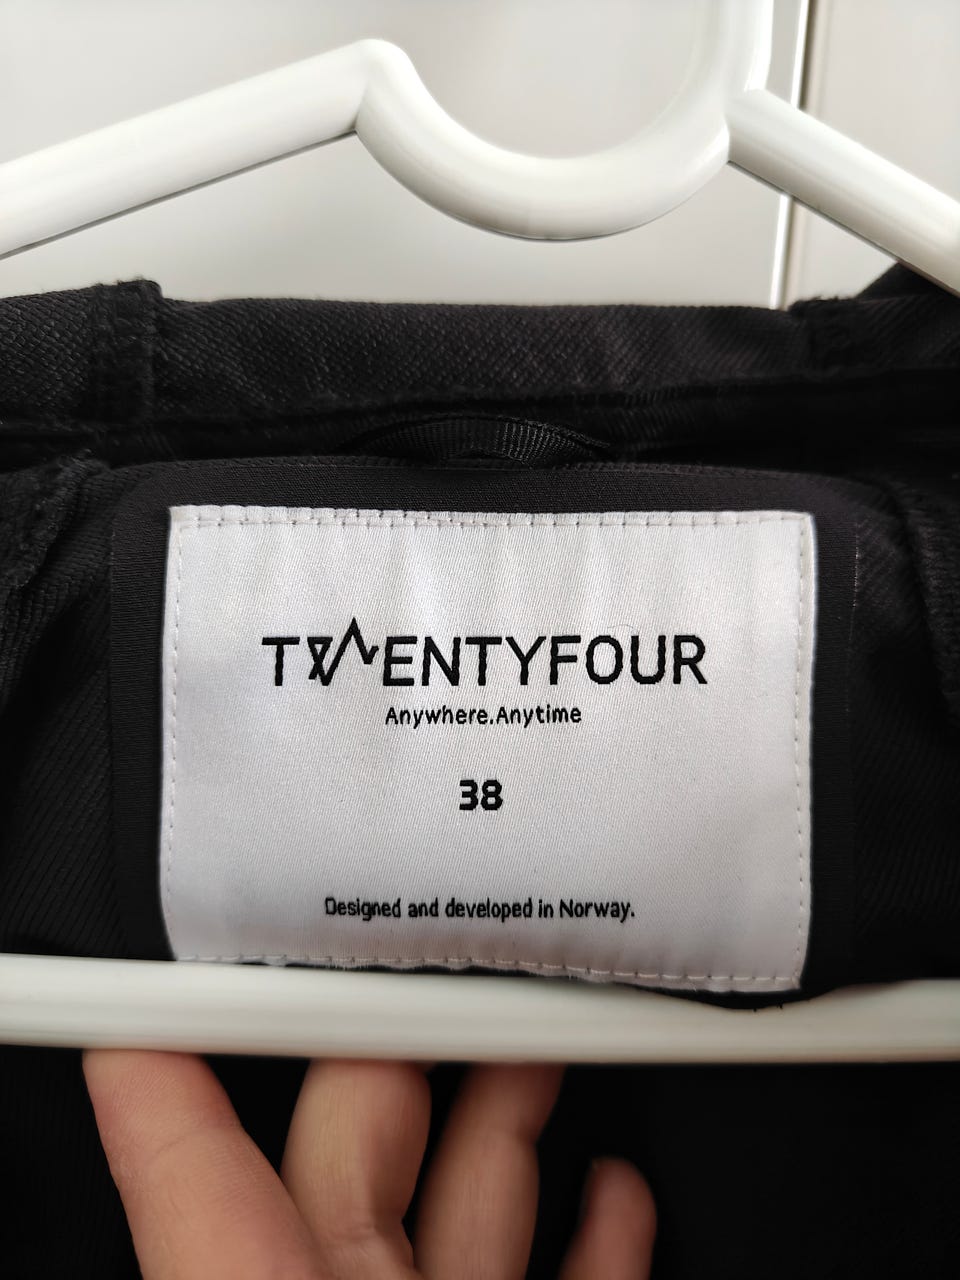 TWENTYFOUR
Anywhere.Anytime
38
Designed and developed in Norway.